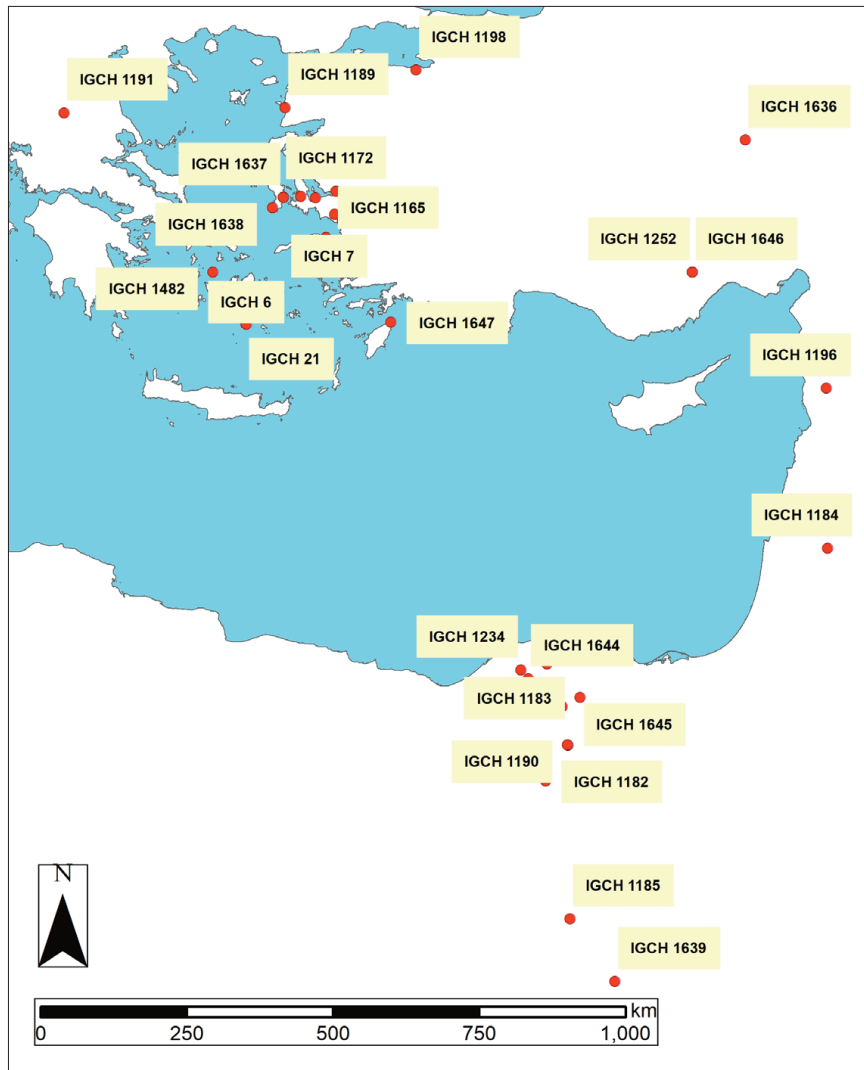 IGCH 1198
IGCH 1191
IGCH 1189
IGCH 1636
IGCH 1637
IGCH 1172
IGCH 1165
IGCH 1638
IGCH 1252
IGCH 1646
IGCH 7
IGCH 1482
IGCH 6
IGCH 1647
IGCH 21
IGCH 1196
IGCH 1184
IGCH 1234
IGCH 1644
IGCH 1183
IGCH 1645
IGCH 1190
IGCH 1182
N
IGCH 1185
IGCH 1639
km
0 250 500 750 1,000